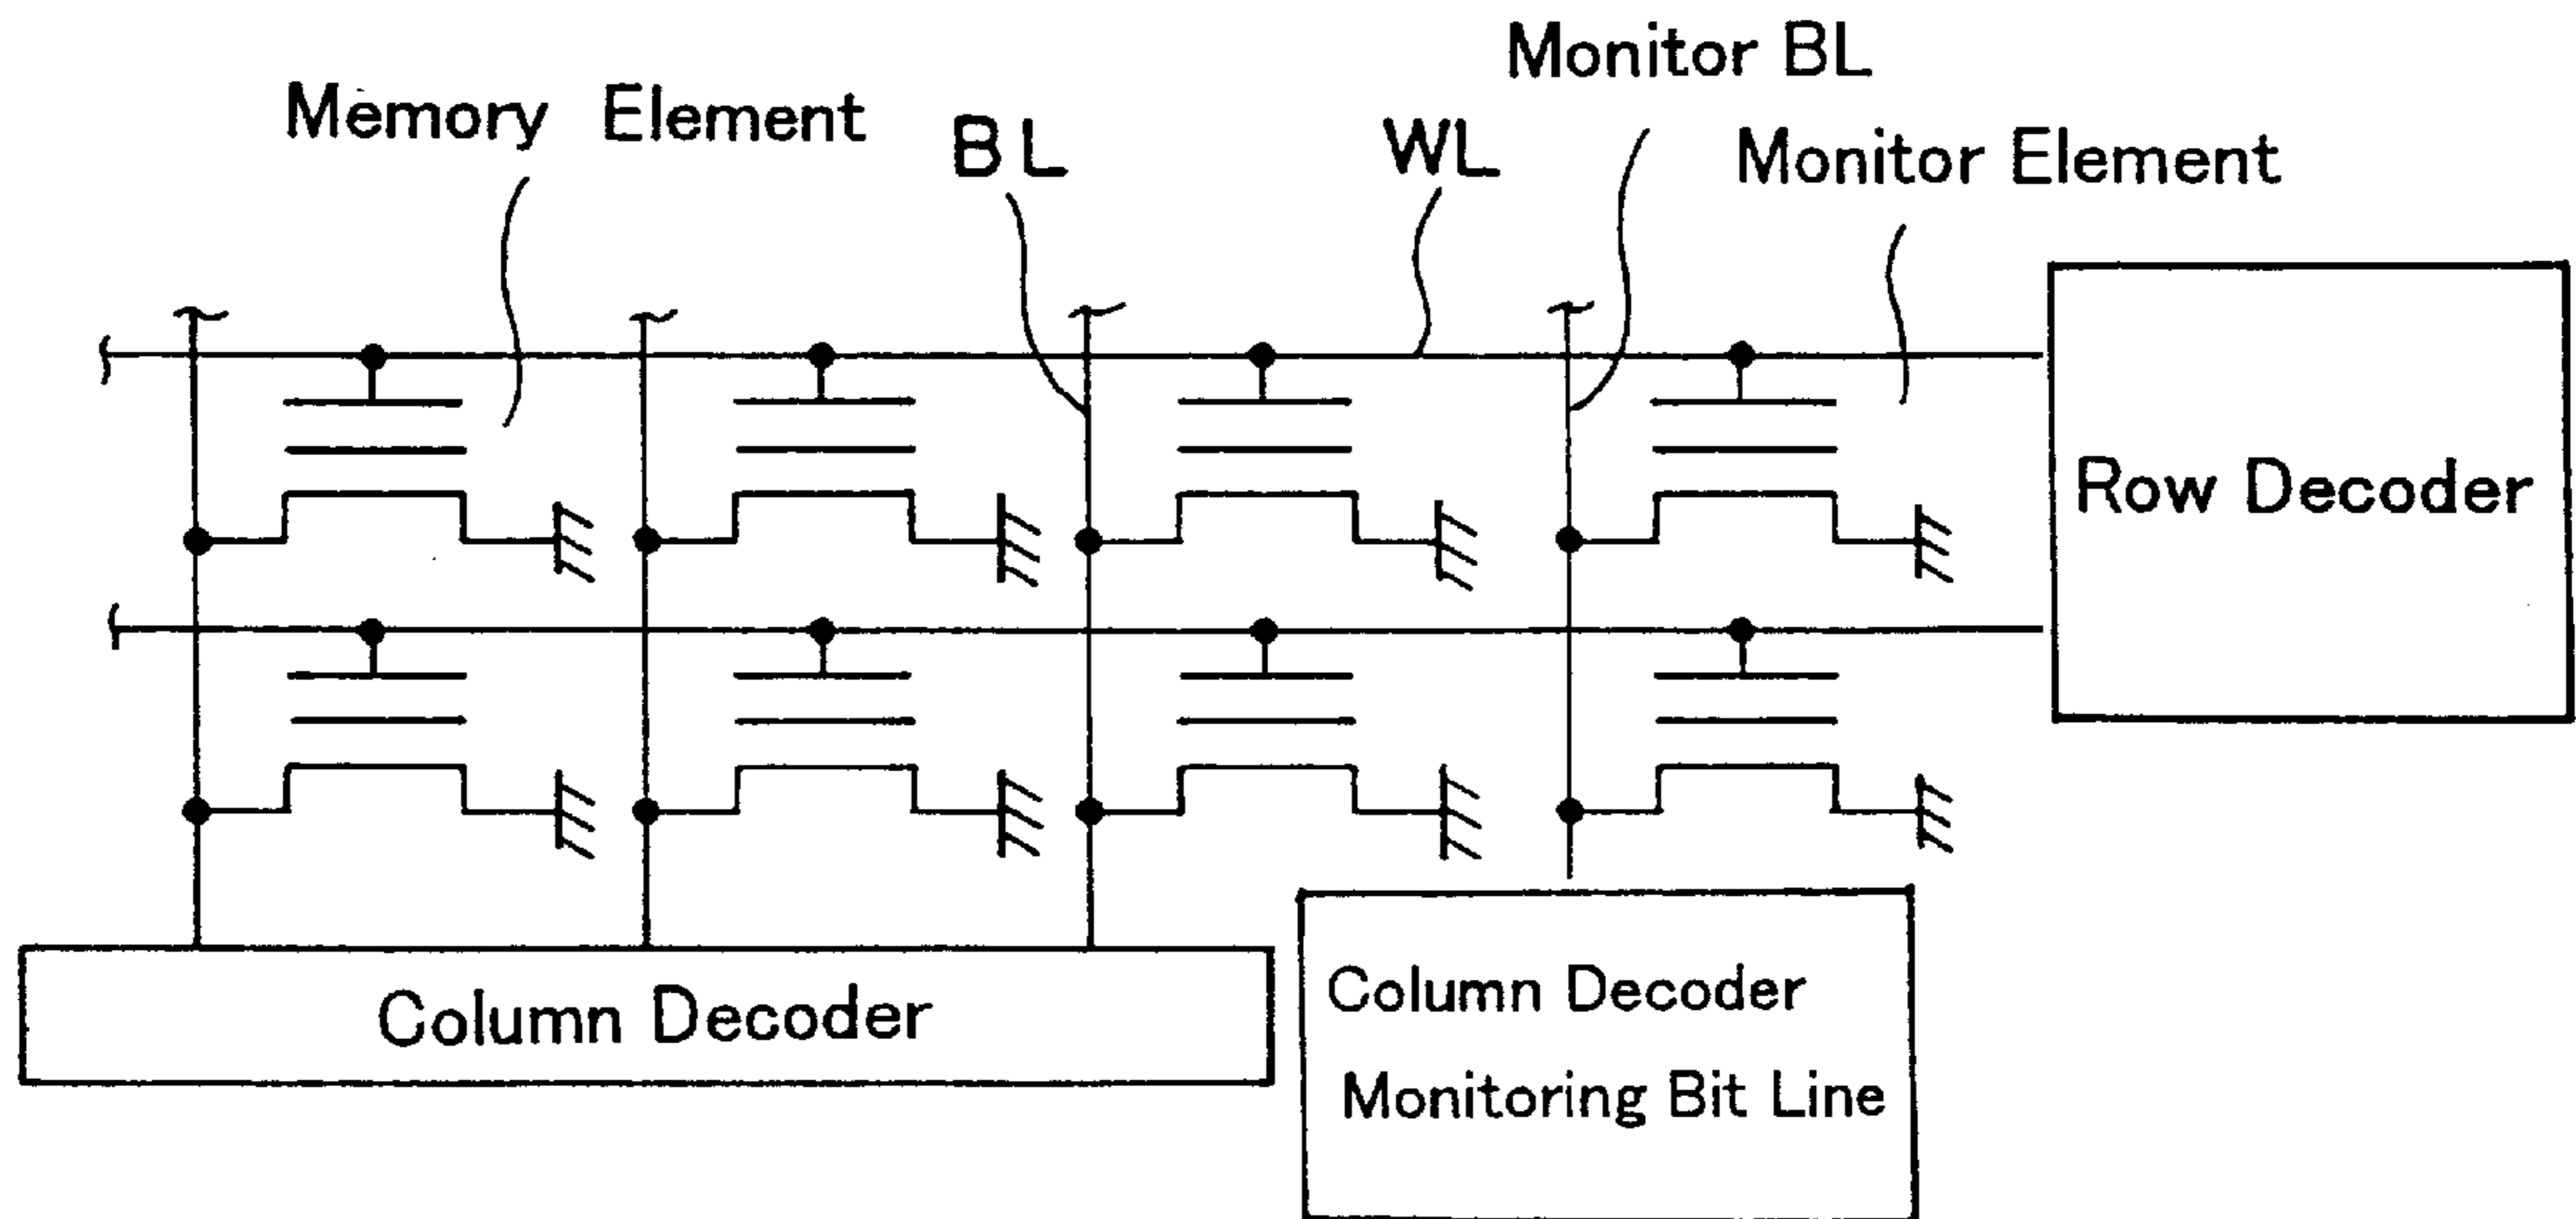 Monitor BL
Memory Element
BL
WL
Monitor Element
Row Decoder
Column Decoder
Column Decoder
Monitoring Bit Line